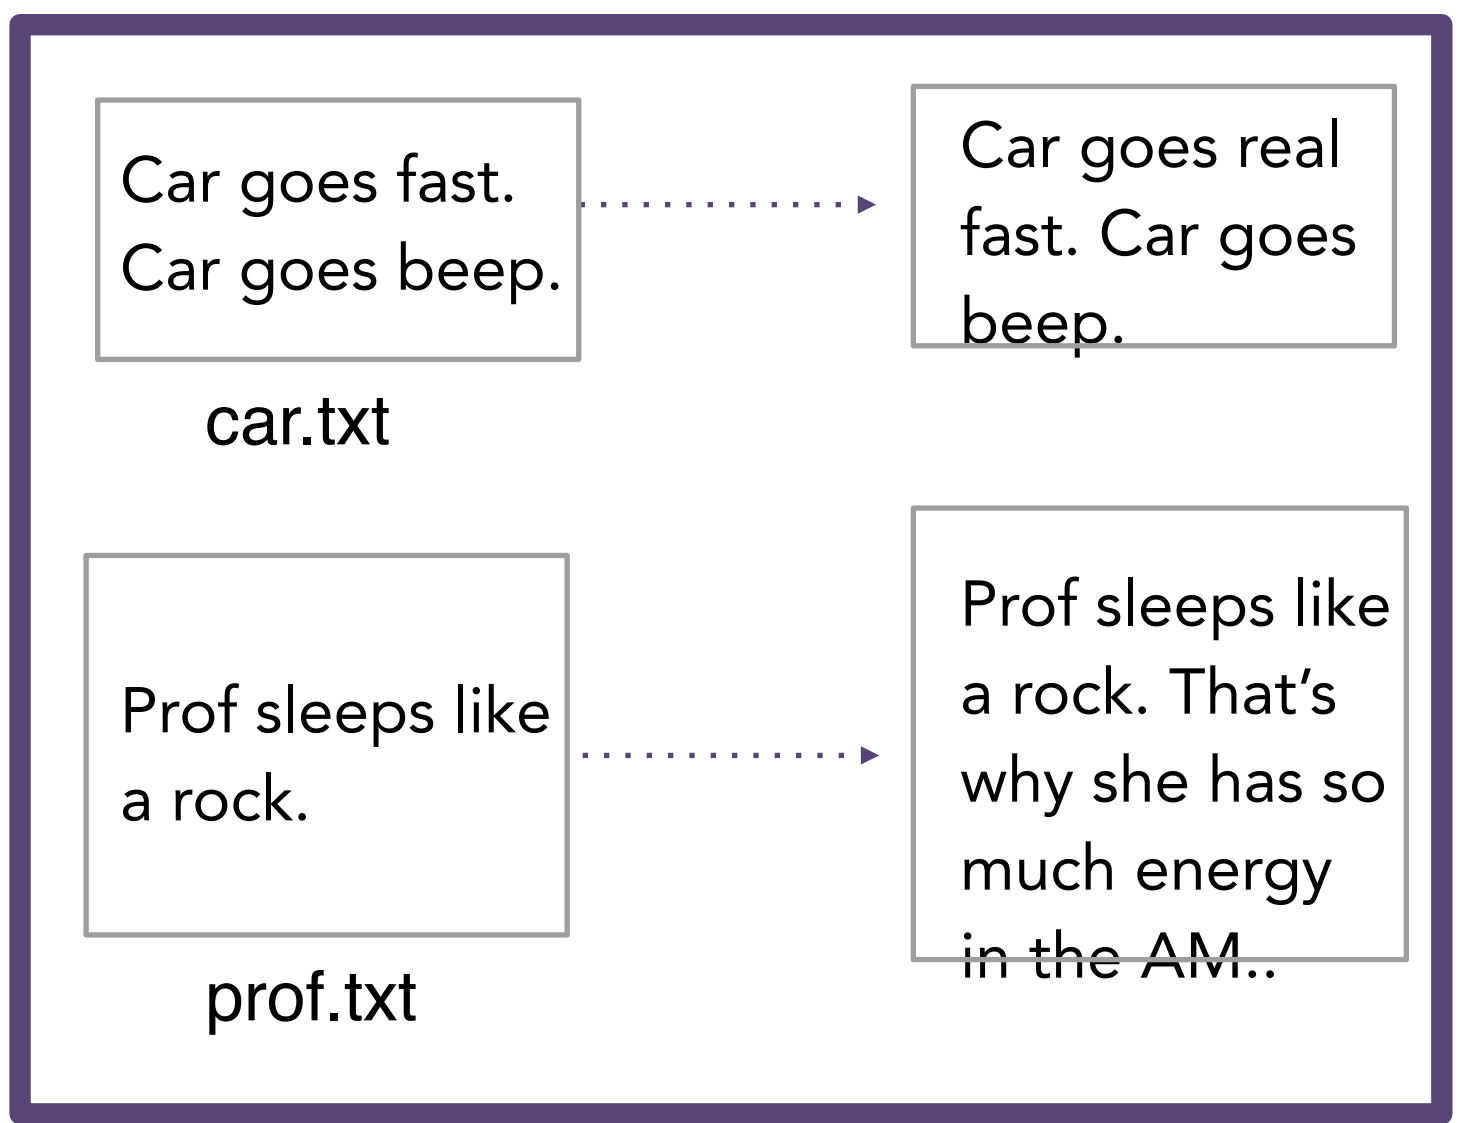 Car goes fast.
Car goes beep.
car.txt
Car goes real
fast. Car goes
beep.
Prof sleeps like
a rock.
prof.txt
Prof sleeps like
a rock. That’s
why she has so
much energy
in the AM..